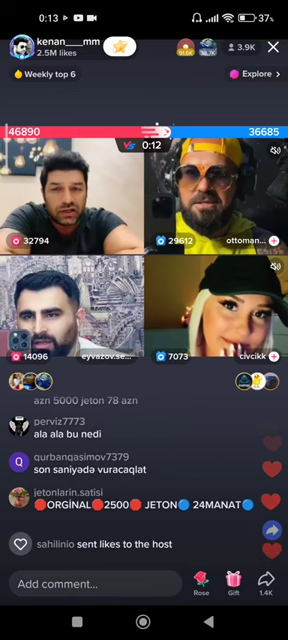 0:13
37%
kenan___mm
2.5M likes
3.9K
Weekly top 6
Explore >
46890
36685
VS 0:12
32794
29612
ottoman...
14096
eyvazov.se...
7073
civcikk
azn 5000 jeton 78 azn
perviz7773
ala ala bu nedi
Q
qurbanqasimov7379
son saniyədə vuracaqlat
jetonlarin.satisi
🔴ORGİNAL🔴2500🔴 JETON🔵 24MANAT🔵
sahilinio sent likes to the host
Add comment...
Rose
Gift
1.4K